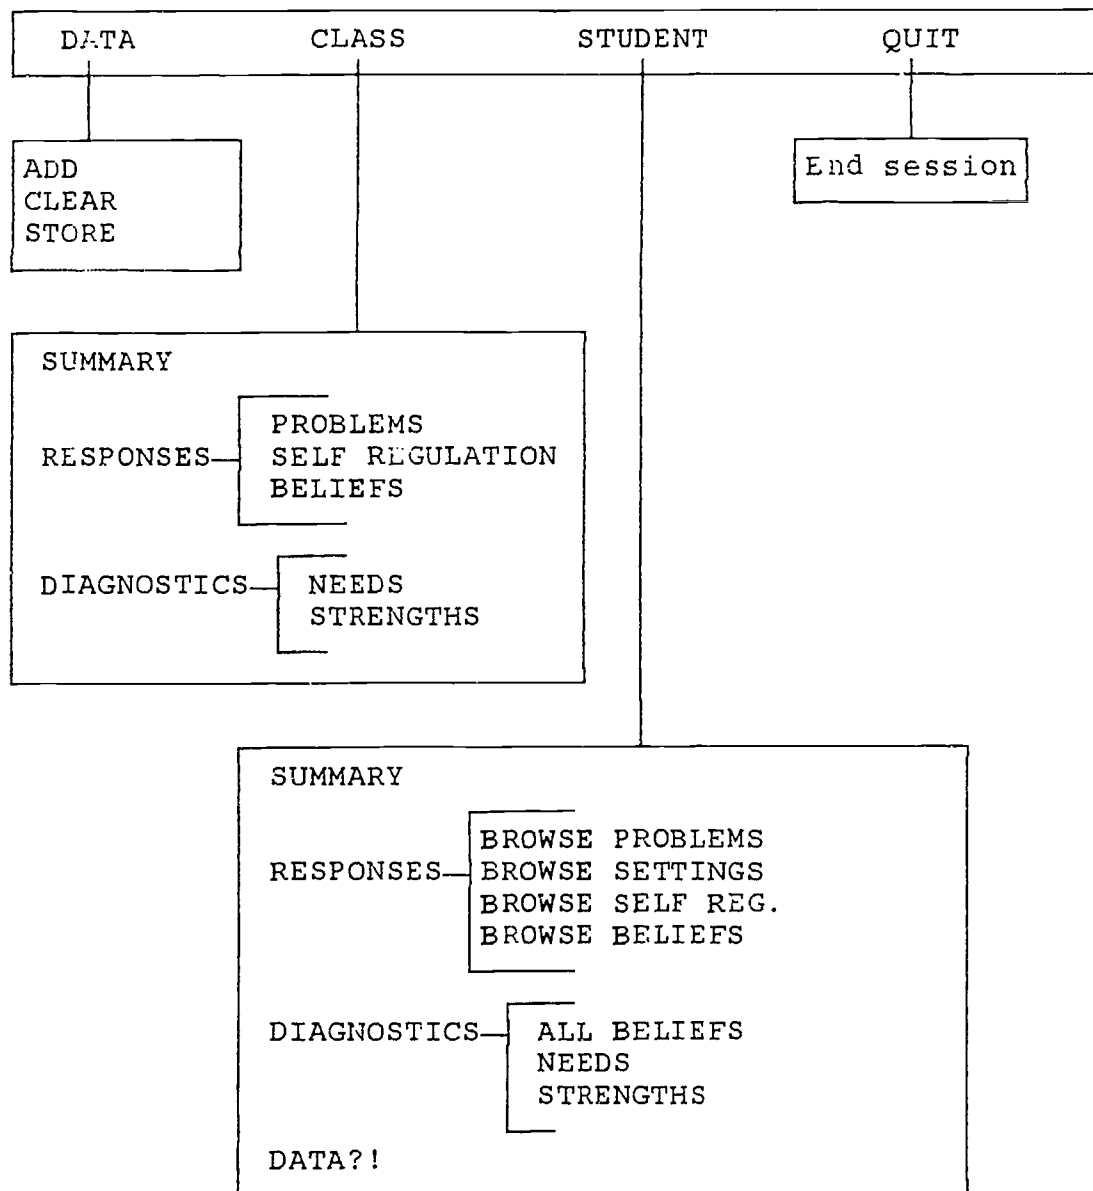 DATA CLASS STUDENT QUIT
ADD
CLEAR
STORE
End session
SUMMARY
RESPONSES
PROBLEMS
SELF REGULATION
BELIEFS
DIAGNOSTICS
NEEDS
STRENGTHS
SUMMARY
RESPONSES
BROWSE PROBLEMS
BROWSE SETTINGS
BROWSE SELF REG.
BROWSE BELIEFS
DIAGNOSTICS
ALL BELIEFS
NEEDS
STRENGTHS
DATA?!